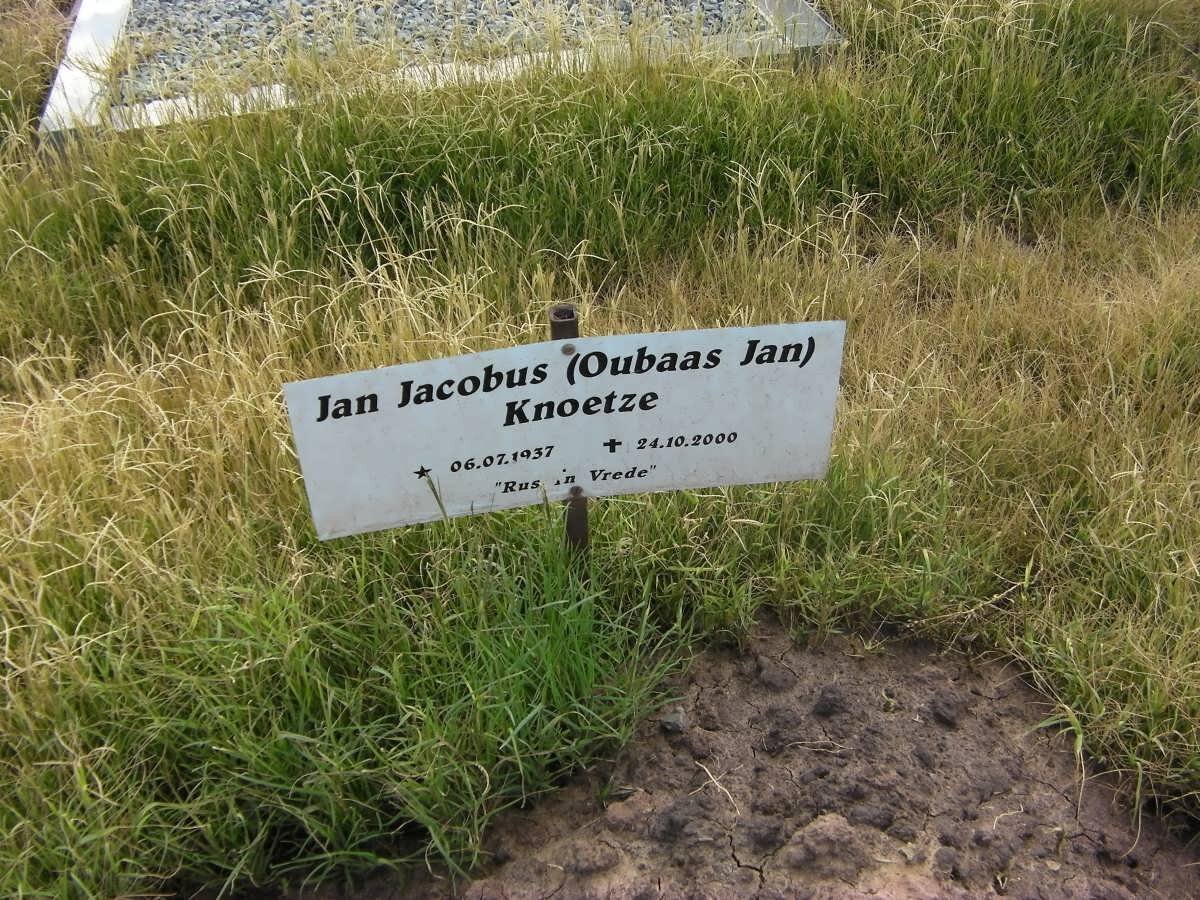 Jan Jacobus (Oubaas Jan)
Knoetze
★ 06.07.1937 ✝ 24.10.2000
"Rus in Vrede"